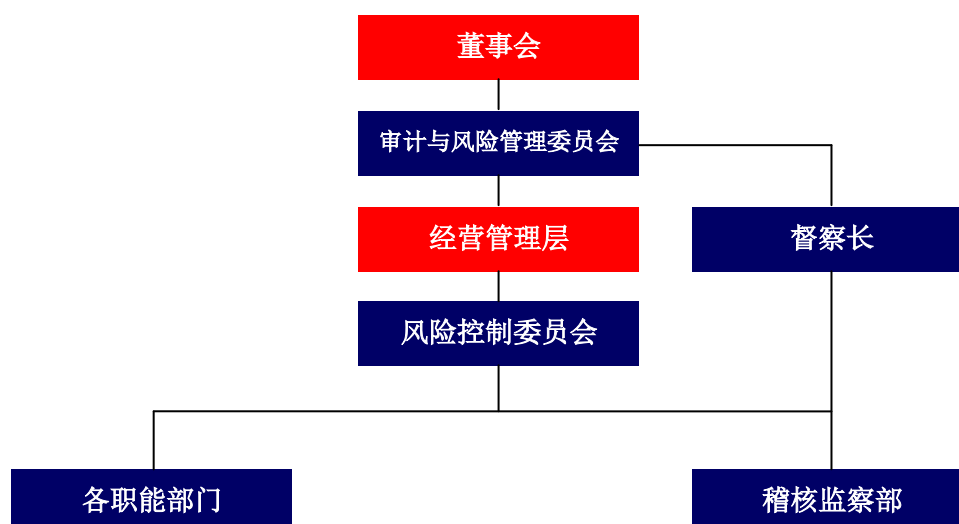 董事会
审计与风险管理委员会
经营管理层
督察长
风险控制委员会
各职能部门
稽核监察部